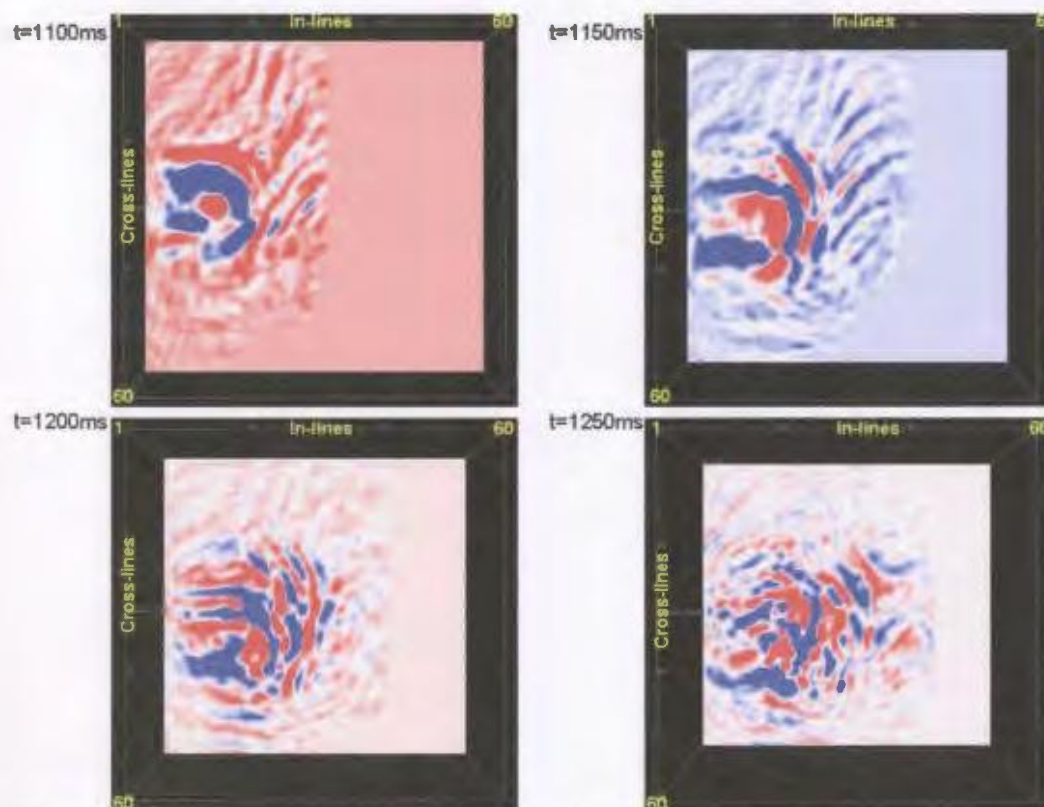 t=1100ms
1 In-lines 60
Cross-lines
60
t=1150ms
1 In-lines 6
Cross-lines
60
t=1200ms
1 In-lines 60
Cross-lines
60
t=1250ms
1 In-lines 60
Cross-lines
60